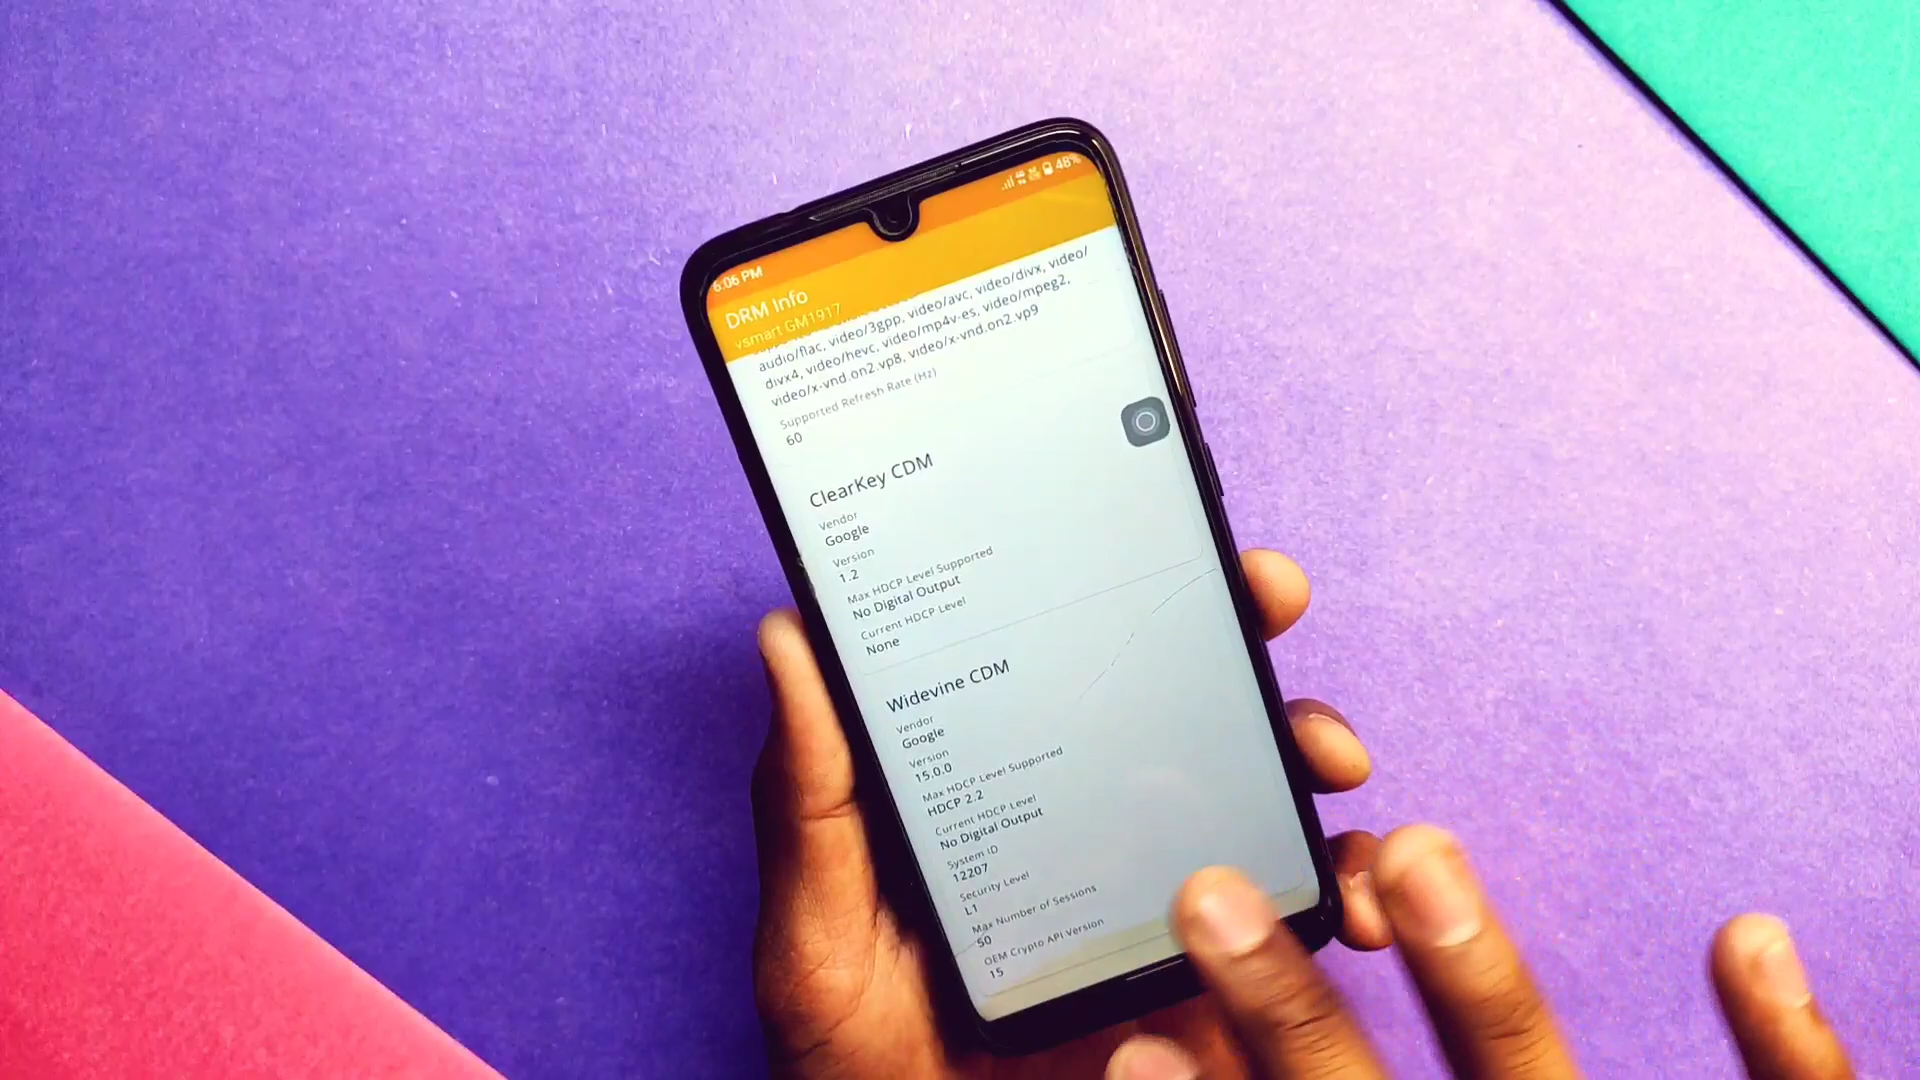 6:06 PM
48%
DRM Info
vsmart GM1917
audio/flac, video/3gpp, video/avc, video/divx, video/
divx4, video/hevc, video/mp4v-es, video/mpeg2,
video/x-vnd.on2.vp8, video/x-vnd.on2.vp9
Supported Refresh Rate (Hz)
60
ClearKey CDM
Vendor
Google
Version
1.2
Max HDCP Level Supported
No Digital Output
Current HDCP Level
None
Widevine CDM
Vendor
Google
Version
15.0.0
Max HDCP Level Supported
HDCP 2.2
Current HDCP Level
No Digital Output
System ID
12207
Security Level
L1
Max Number of Sessions
50
OEM Crypto API Version
15